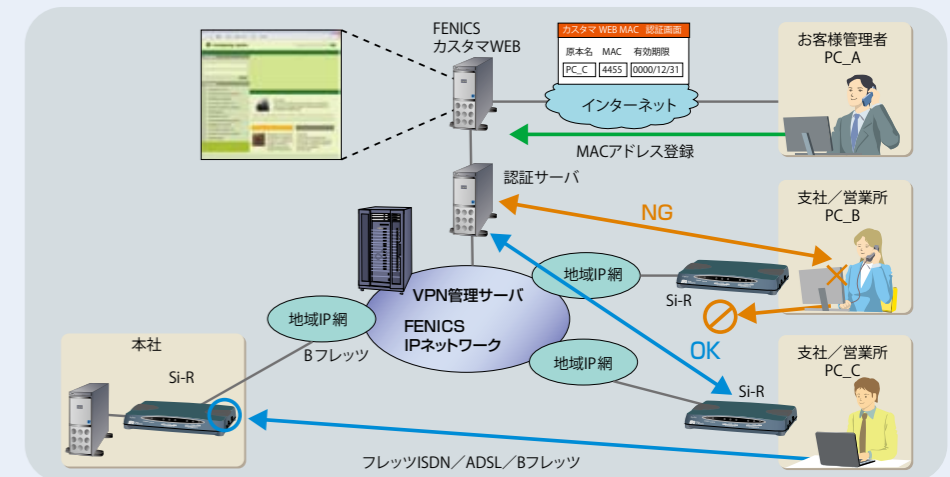 FENICS
カスタマWEB
カスタマ WEB MAC 認証画面
原本名 MAC 有効期限
PC_C 4455 0000/12/31
お客様管理者
PC_A
インターネット
MACアドレス登録
認証サーバ
NG
支社／営業所
PC_B
地域IP網
Si-R
VPN管理サーバ
FENICS
IPネットワーク
地域IP網
Bフレッツ
本社
Si-R
OK
地域IP網
Si-R
支社／営業所
PC_C
フレッツISDN／ADSL／Bフレッツ